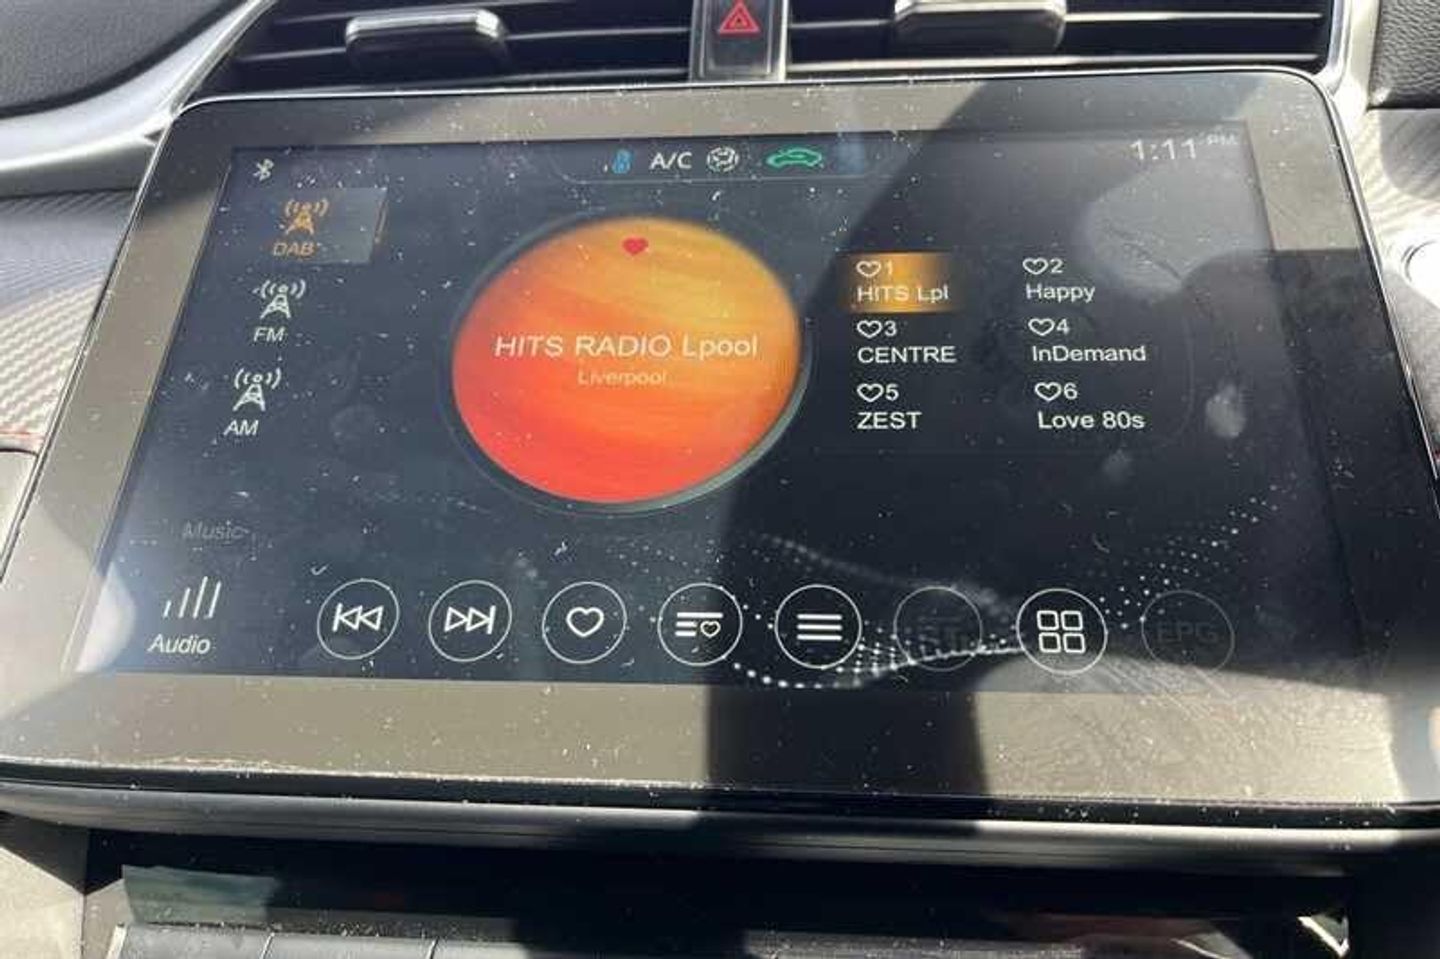 A/C
1:11 PM
DAB
FM
AM
HITS RADIO Lpool
Liverpool
1
HITS Lpl
2
Happy
3
CENTRE
4
InDemand
5
ZEST
6
Love 80s
Music
Audio
EPG